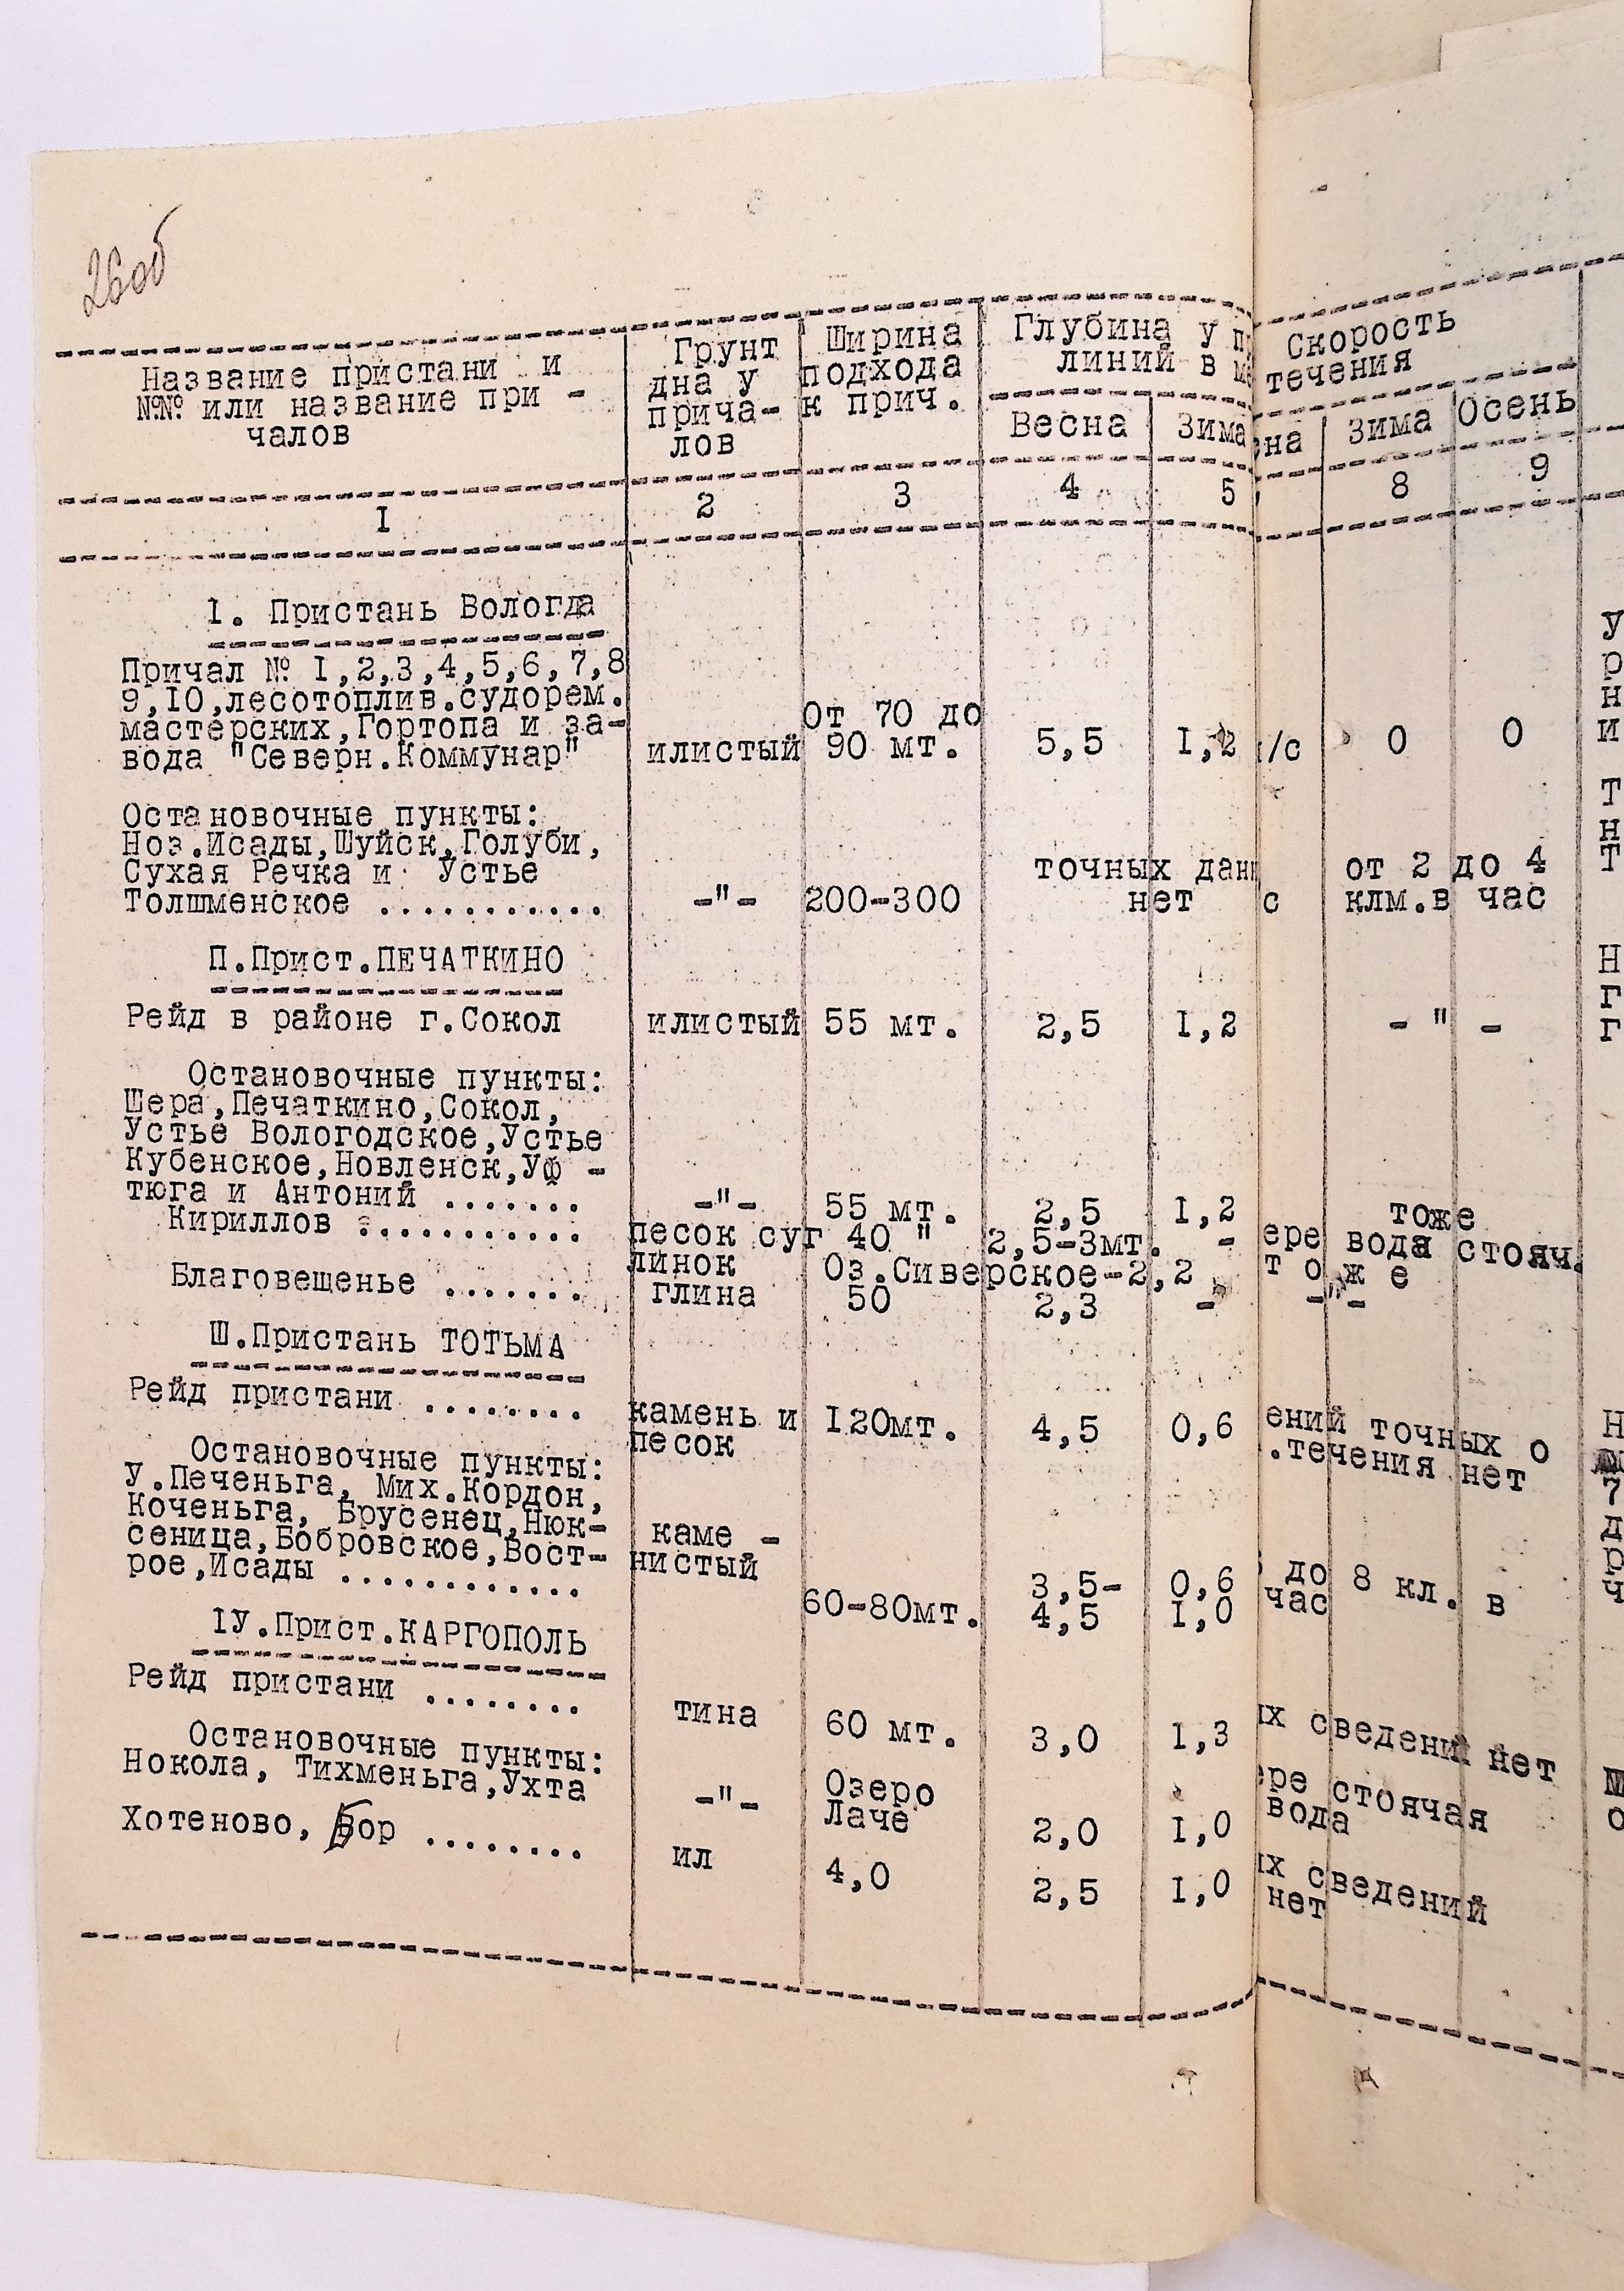 26об
Название пристани и
№№ или название при -
чалов
Грунт
дна у
прича-
лов
Ширина
подхода
к прич.
Глубина у
линий в
Весна
Зима
Скорость
течения
Зима
Осень
I
2
3
4
5
8
9
I. Пристань Вологда
Причал № I,2,3,4,5,6,7,8
9,IO,лесотоплив.судорем.
мастерских,Гортопа и за-
вода "Северн.Коммунар"
илистый
от 70 до
90 мт.
5,5
I,2
/с
0
0
Остановочные пункты:
Ноз.Исады,Шуйск,Голуби,
Сухая Речка и Устье
Толшменское ...........
-"-
200-300
точных
нет
с
от 2 до 4
клм.в час
П.Прист.ПЕЧАТКИНО
Рейд в районе г.Сокол
илистый
55 мт.
2,5
I,2
- " -
Остановочные пункты:
Шера,Печаткино,Сокол,
Устье Вологодское,Устье
Кубенское,Новленск,Уф -
тюга и Антоний .......
-"-
55 мт.
2,5
I,2
тоже
Кириллов ...........
песок суг
линок
40 "
2,5-3мт.
-
ере вода стояч.
Оз.Сиверское-2,2
т о ж е
Благовещенье .......
глина
50
2,3
-
-"-
Ш.Пристань ТОТЬМА
Рейд пристани ........
камень и
песок
I20мт.
4,5
0,6
ений точных о
.течения нет
Остановочные пункты:
У.Печеньга, Мих.Кордон,
Коченьга, Брусенец,Нюк-
сеница,Бобровское,Вост-
рое,Исады ............
каме -
нистый
60-80мт.
3,5-
4,5
0,6
I,0
до 8 кл. в
час
IУ.Прист.КАРГОПОЛЬ
Рейд пристани ........
тина
60 мт.
3,0
I,3
их сведений нет
Остановочные пункты:
Нокола, Тихменьга,Ухта
-"-
Озеро
Лаче
2,0
I,0
ере стоячая
вода
Хотеново, Бор ........
ил
4,0
2,5
I,0
их сведений
нет